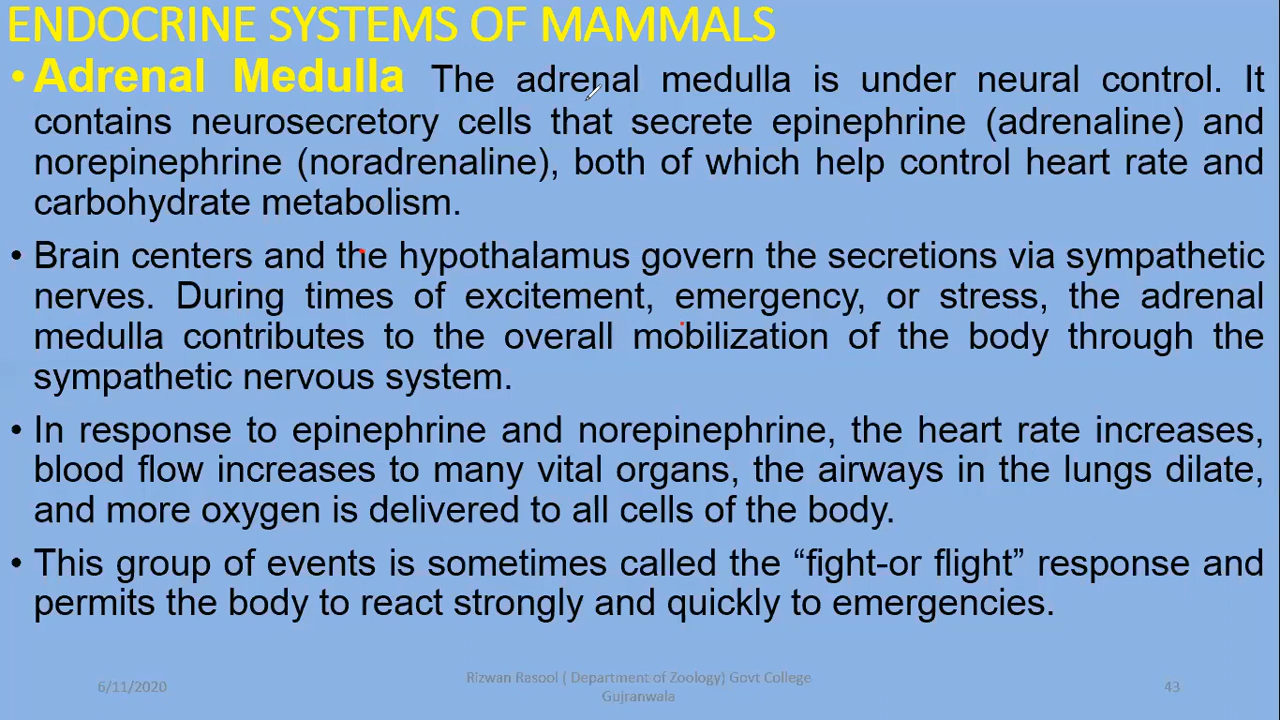 ENDOCRINE SYSTEMS OF MAMMALS
• Adrenal Medulla The adrenal medulla is under neural control. It
contains neurosecretory cells that secrete epinephrine (adrenaline) and
norepinephrine (noradrenaline), both of which help control heart rate and
carbohydrate metabolism.
• Brain centers and the hypothalamus govern the secretions via sympathetic
nerves. During times of excitement, emergency, or stress, the adrenal
medulla contributes to the overall mobilization of the body through the
sympathetic nervous system.
• In response to epinephrine and norepinephrine, the heart rate increases,
blood flow increases to many vital organs, the airways in the lungs dilate,
and more oxygen is delivered to all cells of the body.
• This group of events is sometimes called the “fight-or flight” response and
permits the body to react strongly and quickly to emergencies.
6/11/2020
Rizwan Rasool ( Department of Zoology) Govt College
Gujranwala
43